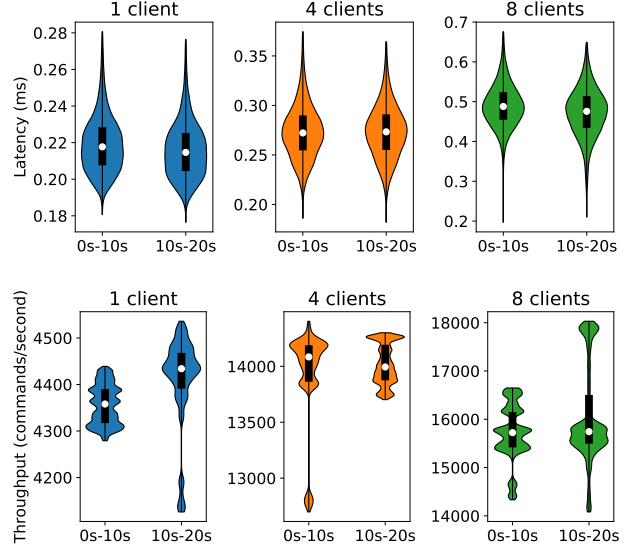 1 client
4 clients
8 clients
Latency (ms)
0.28
0.26
0.24
0.22
0.20
0.18
0s-10s
10s-20s
0.35
0.30
0.25
0.20
0s-10s
10s-20s
0.7
0.6
0.5
0.4
0.3
0.2
0s-10s
10s-20s
1 client
4 clients
8 clients
Throughput (commands/second)
4500
4400
4300
4200
0s-10s
10s-20s
14000
13500
13000
0s-10s
10s-20s
18000
17000
16000
15000
14000
0s-10s
10s-20s